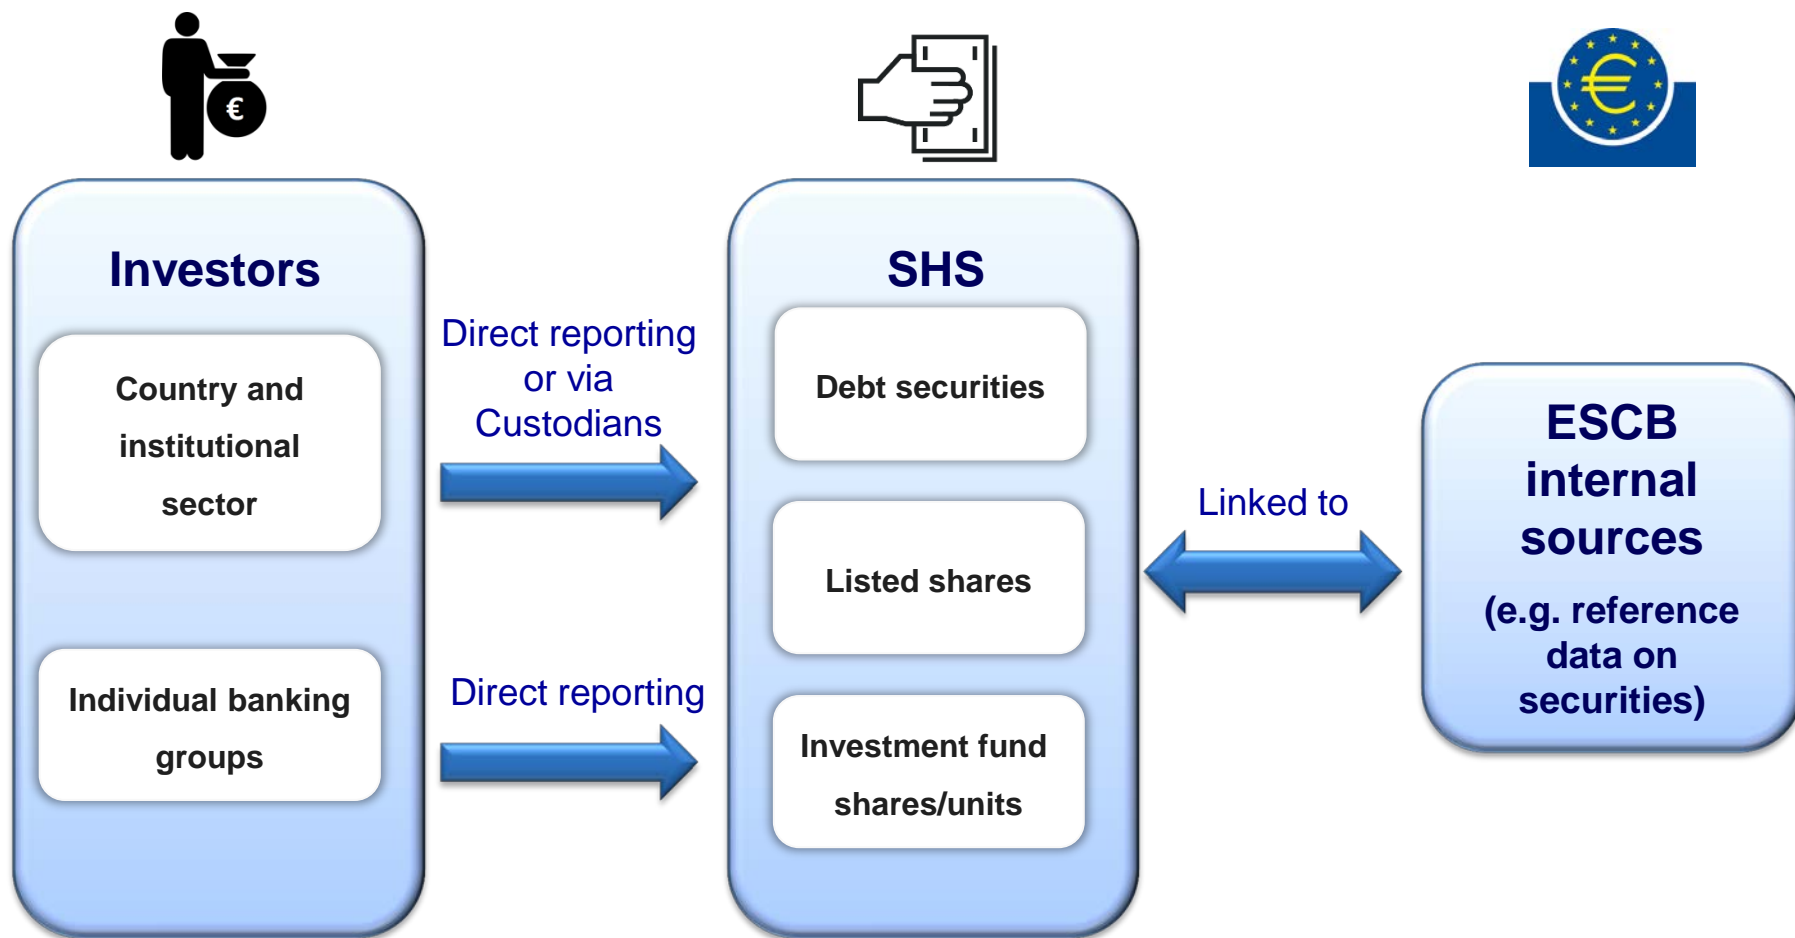 €
Investors
Country and
institutional
sector
Individual banking
groups
Direct reporting
or via
Custodians
Direct reporting
SHS
Debt securities
Listed shares
Investment fund
shares/units
Linked to
€
ESCB
internal
sources
(e.g. reference
data on
securities)